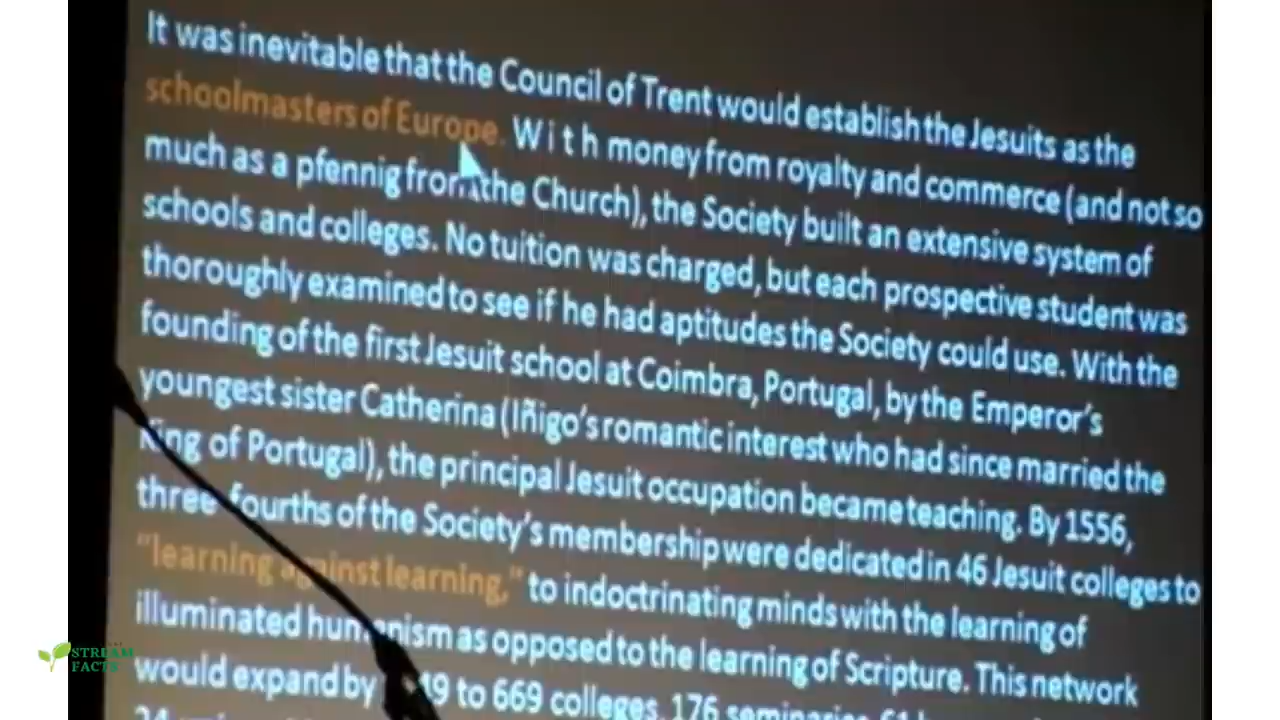 It was inevitable that the Council of Trent would establish the Jesuits as the
schoolmasters of Europe. With money from royalty and commerce (and not so
much as a pfennig from the Church), the Society built an extensive system of
schools and colleges. No tuition was charged, but each prospective student was
thoroughly examined to see if he had aptitudes the Society could use. With the
founding of the first Jesuit school at Coimbra, Portugal, by the Emperor's
youngest sister Catherina (Iñigo's romantic interest who had since married the
King of Portugal), the principal Jesuit occupation became teaching. By 1556,
three-fourths of the Society's membership were dedicated in 46 Jesuit colleges to
"learning against learning," to indoctrinating minds with the learning of
illuminated humanism as opposed to the learning of Scripture. This network
would expand by to 669 colleges, 176 seminaries, 61
STREAM
FACTS